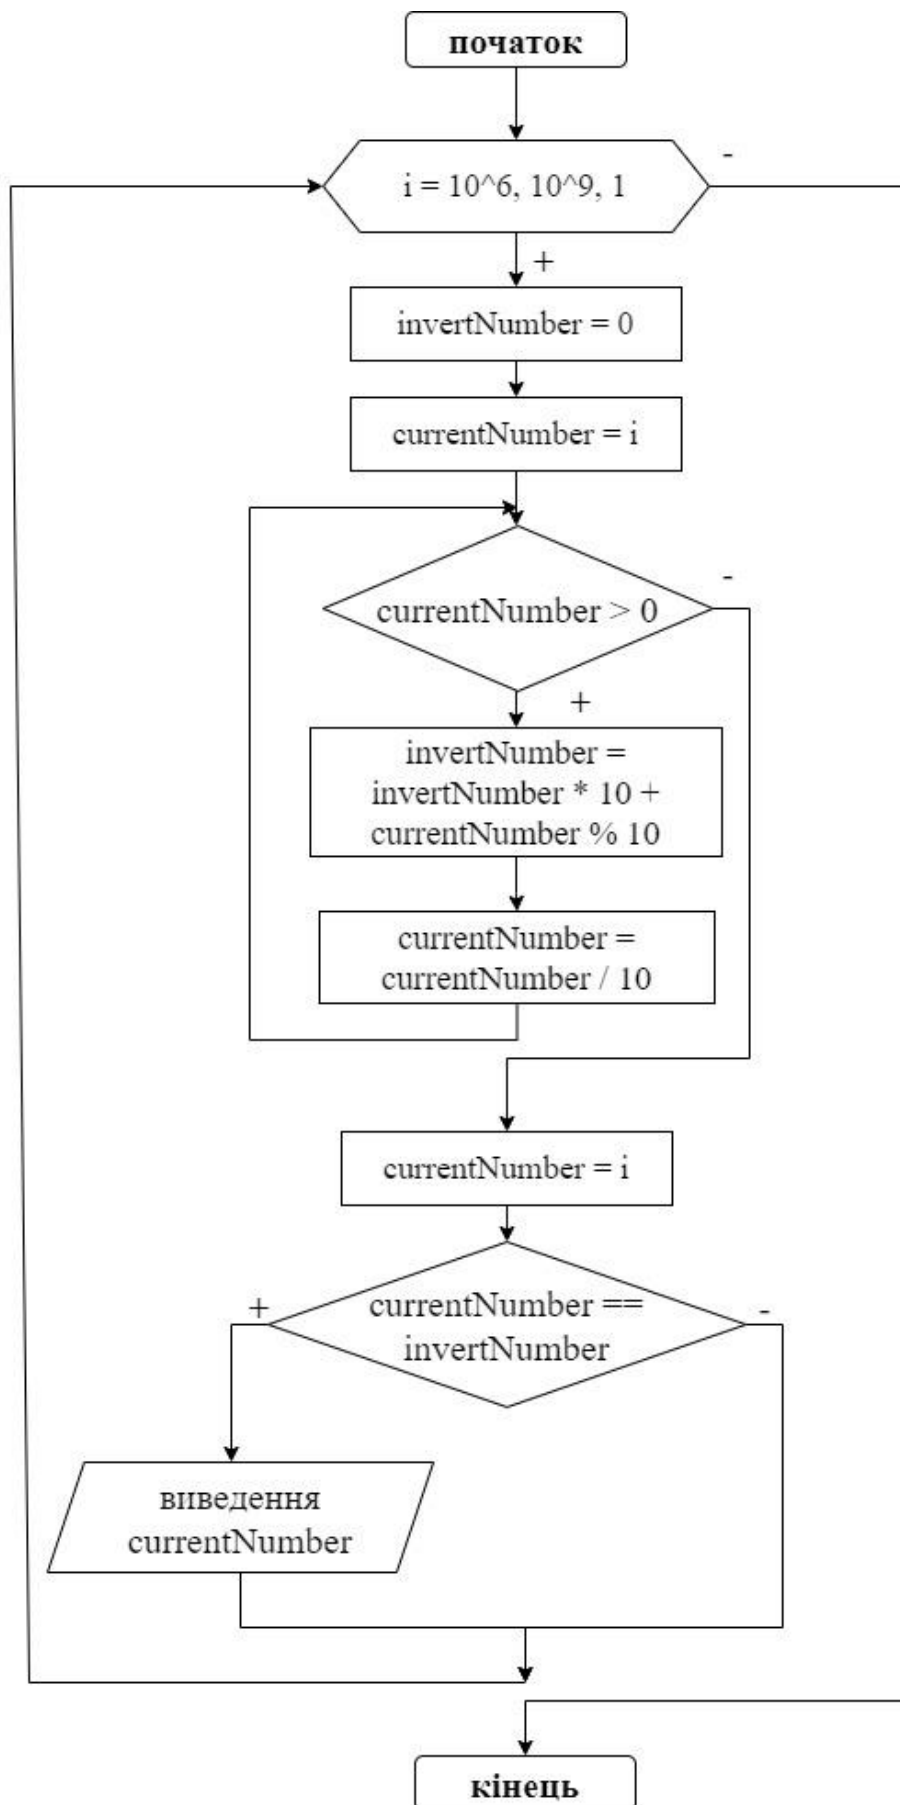 початок
-
i = 10^6, 10^9, 1
+
invertNumber = 0
currentNumber = i
-
currentNumber > 0
+
invertNumber =
invertNumber * 10 +
currentNumber % 10
currentNumber =
currentNumber / 10
currentNumber = i
+
currentNumber ==
-
invertNumber
виведення
currentNumber
кінець